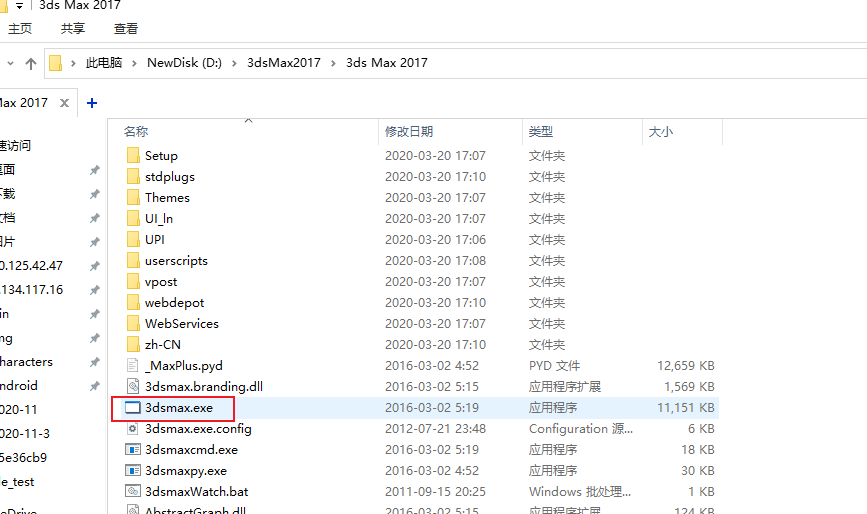 3ds Max 2017
主页 共享 查看
此电脑 NewDisk (D:) 3dsMax2017 3ds Max 2017
Max 2017
名称 修改日期 类型 大小
速访问
桌面
下载
文档
图片
0.125.42.47
.134.117.16
in
ng
haracters
ndroid
020-11
020-11-3
5e36cb9
le_test
neDrive
Setup 2020-03-20 17:07 文件夹
stdplugs 2020-03-20 17:10 文件夹
Themes 2020-03-20 17:07 文件夹
UI_ln 2020-03-20 17:07 文件夹
UPI 2020-03-20 17:06 文件夹
userscripts 2020-03-20 17:08 文件夹
vpost 2020-03-20 17:07 文件夹
webdepot 2020-03-20 17:10 文件夹
WebServices 2020-03-20 17:07 文件夹
zh-CN 2020-03-20 17:10 文件夹
_MaxPlus.pyd 2016-03-02 4:52 PYD 文件 12,659 KB
3dsmax.branding.dll 2016-03-02 5:15 应用程序扩展 1,569 KB
3dsmax.exe 2016-03-02 5:19 应用程序 11,151 KB
3dsmax.exe.config 2012-07-21 23:48 Configuration 源... 6 KB
3dsmaxcmd.exe 2016-03-02 5:19 应用程序 18 KB
3dsmaxpy.exe 2016-03-02 4:52 应用程序 30 KB
3dsmaxWatch.bat 2011-09-15 20:25 Windows 批处理... 1 KB
AbstractGraph.dll 2016-03-02 5:15 应用程序扩展 124 KB